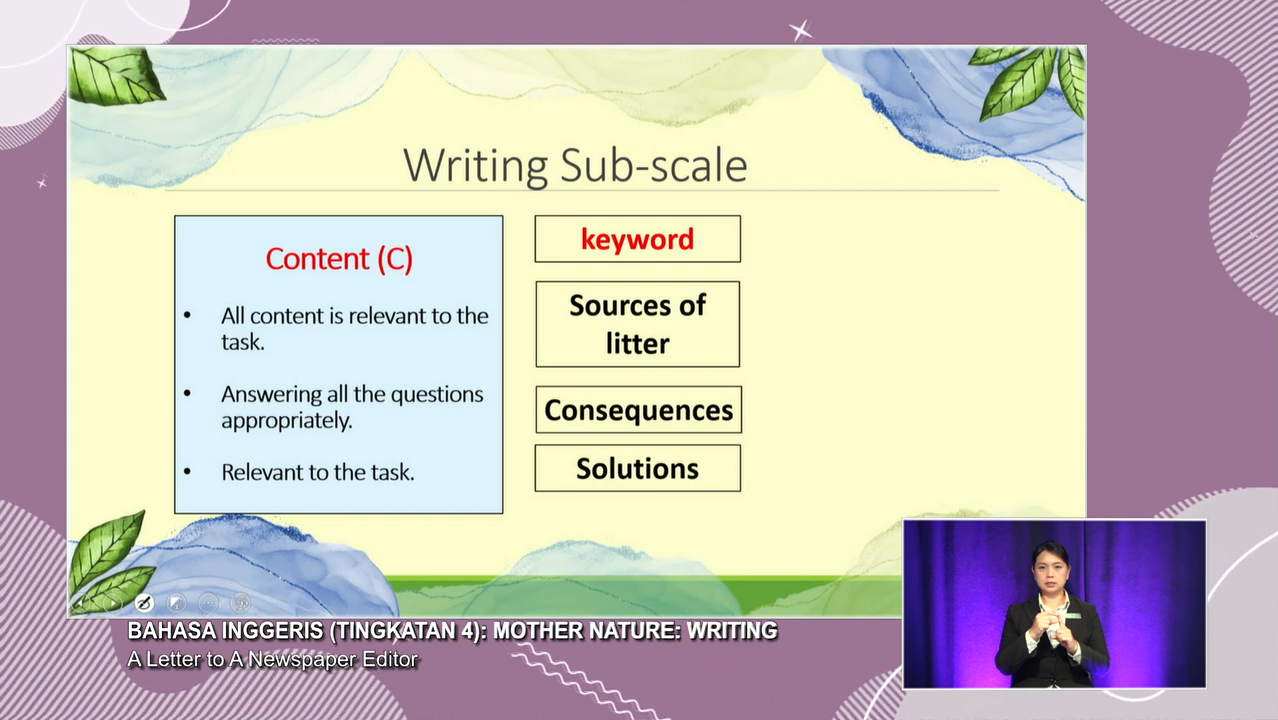 Writing Sub-scale
Content (C)
• All content is relevant to the
task.
• Answering all the questions
appropriately.
• Relevant to the task.
keyword
Sources of
litter
Consequences
Solutions
BAHASA INGGERIS (TINGKATAN 4): MOTHER NATURE: WRITING
A Letter to A Newspaper Editor